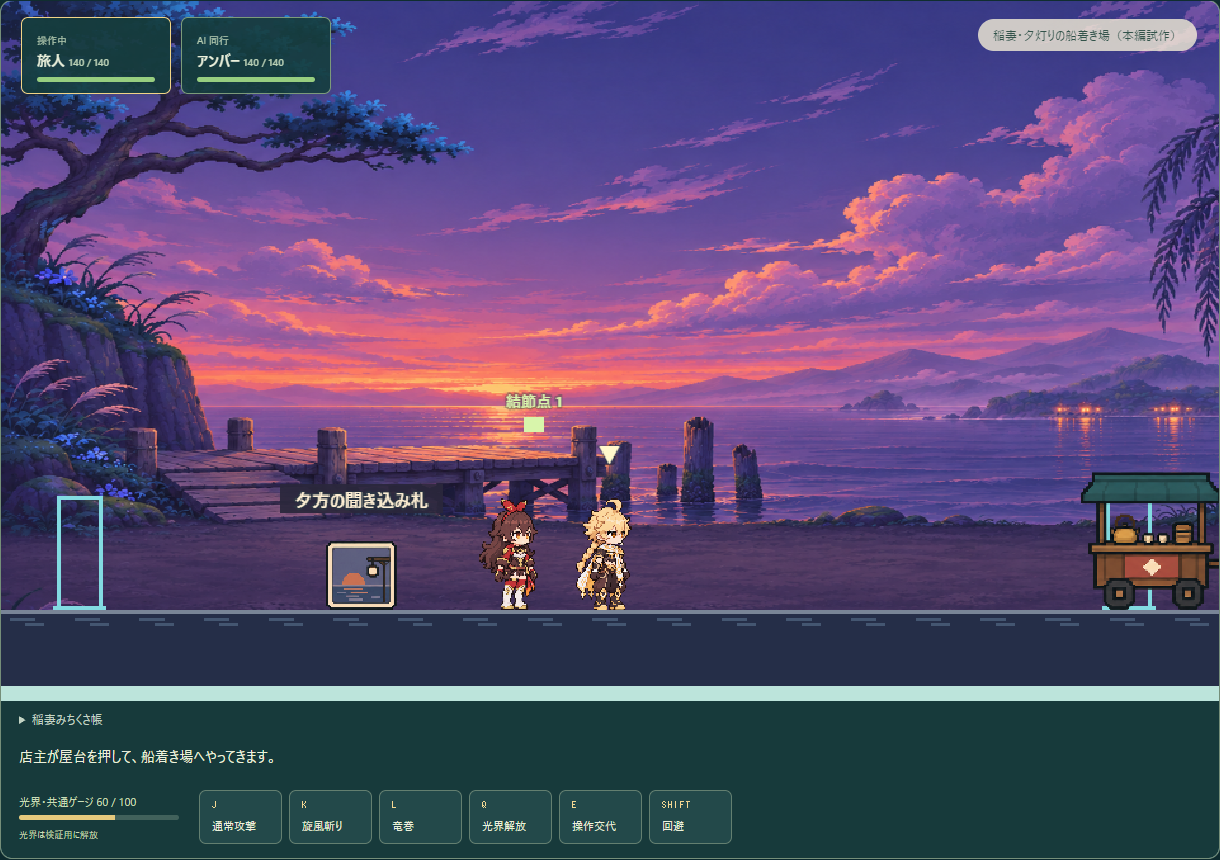 操作中
旅人 140 / 140
AI 同行
アンバー 140 / 140
稲妻・夕灯りの船着き場（本編試作）
結節点 1
夕方の聞き込み札
▶ 稲妻みちくさ帳
店主が屋台を押して、船着き場へやってきます。
光界・共通ゲージ 60 / 100
光界は検証用に解放
J
通常攻撃
K
旋風斬り
L
竜巻
Q
光界解放
E
操作交代
SHIFT
回避